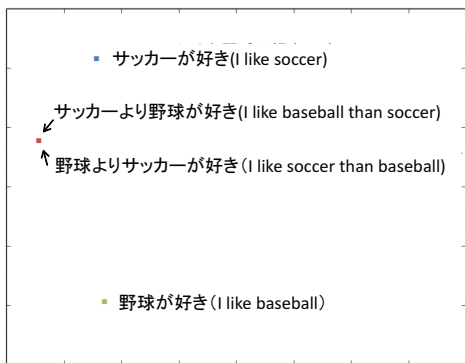 サッカーが好き(I like soccer)
サッカーより野球が好き(I like baseball than soccer)
野球よりサッカーが好き（I like soccer than baseball)
野球が好き（I like baseball）